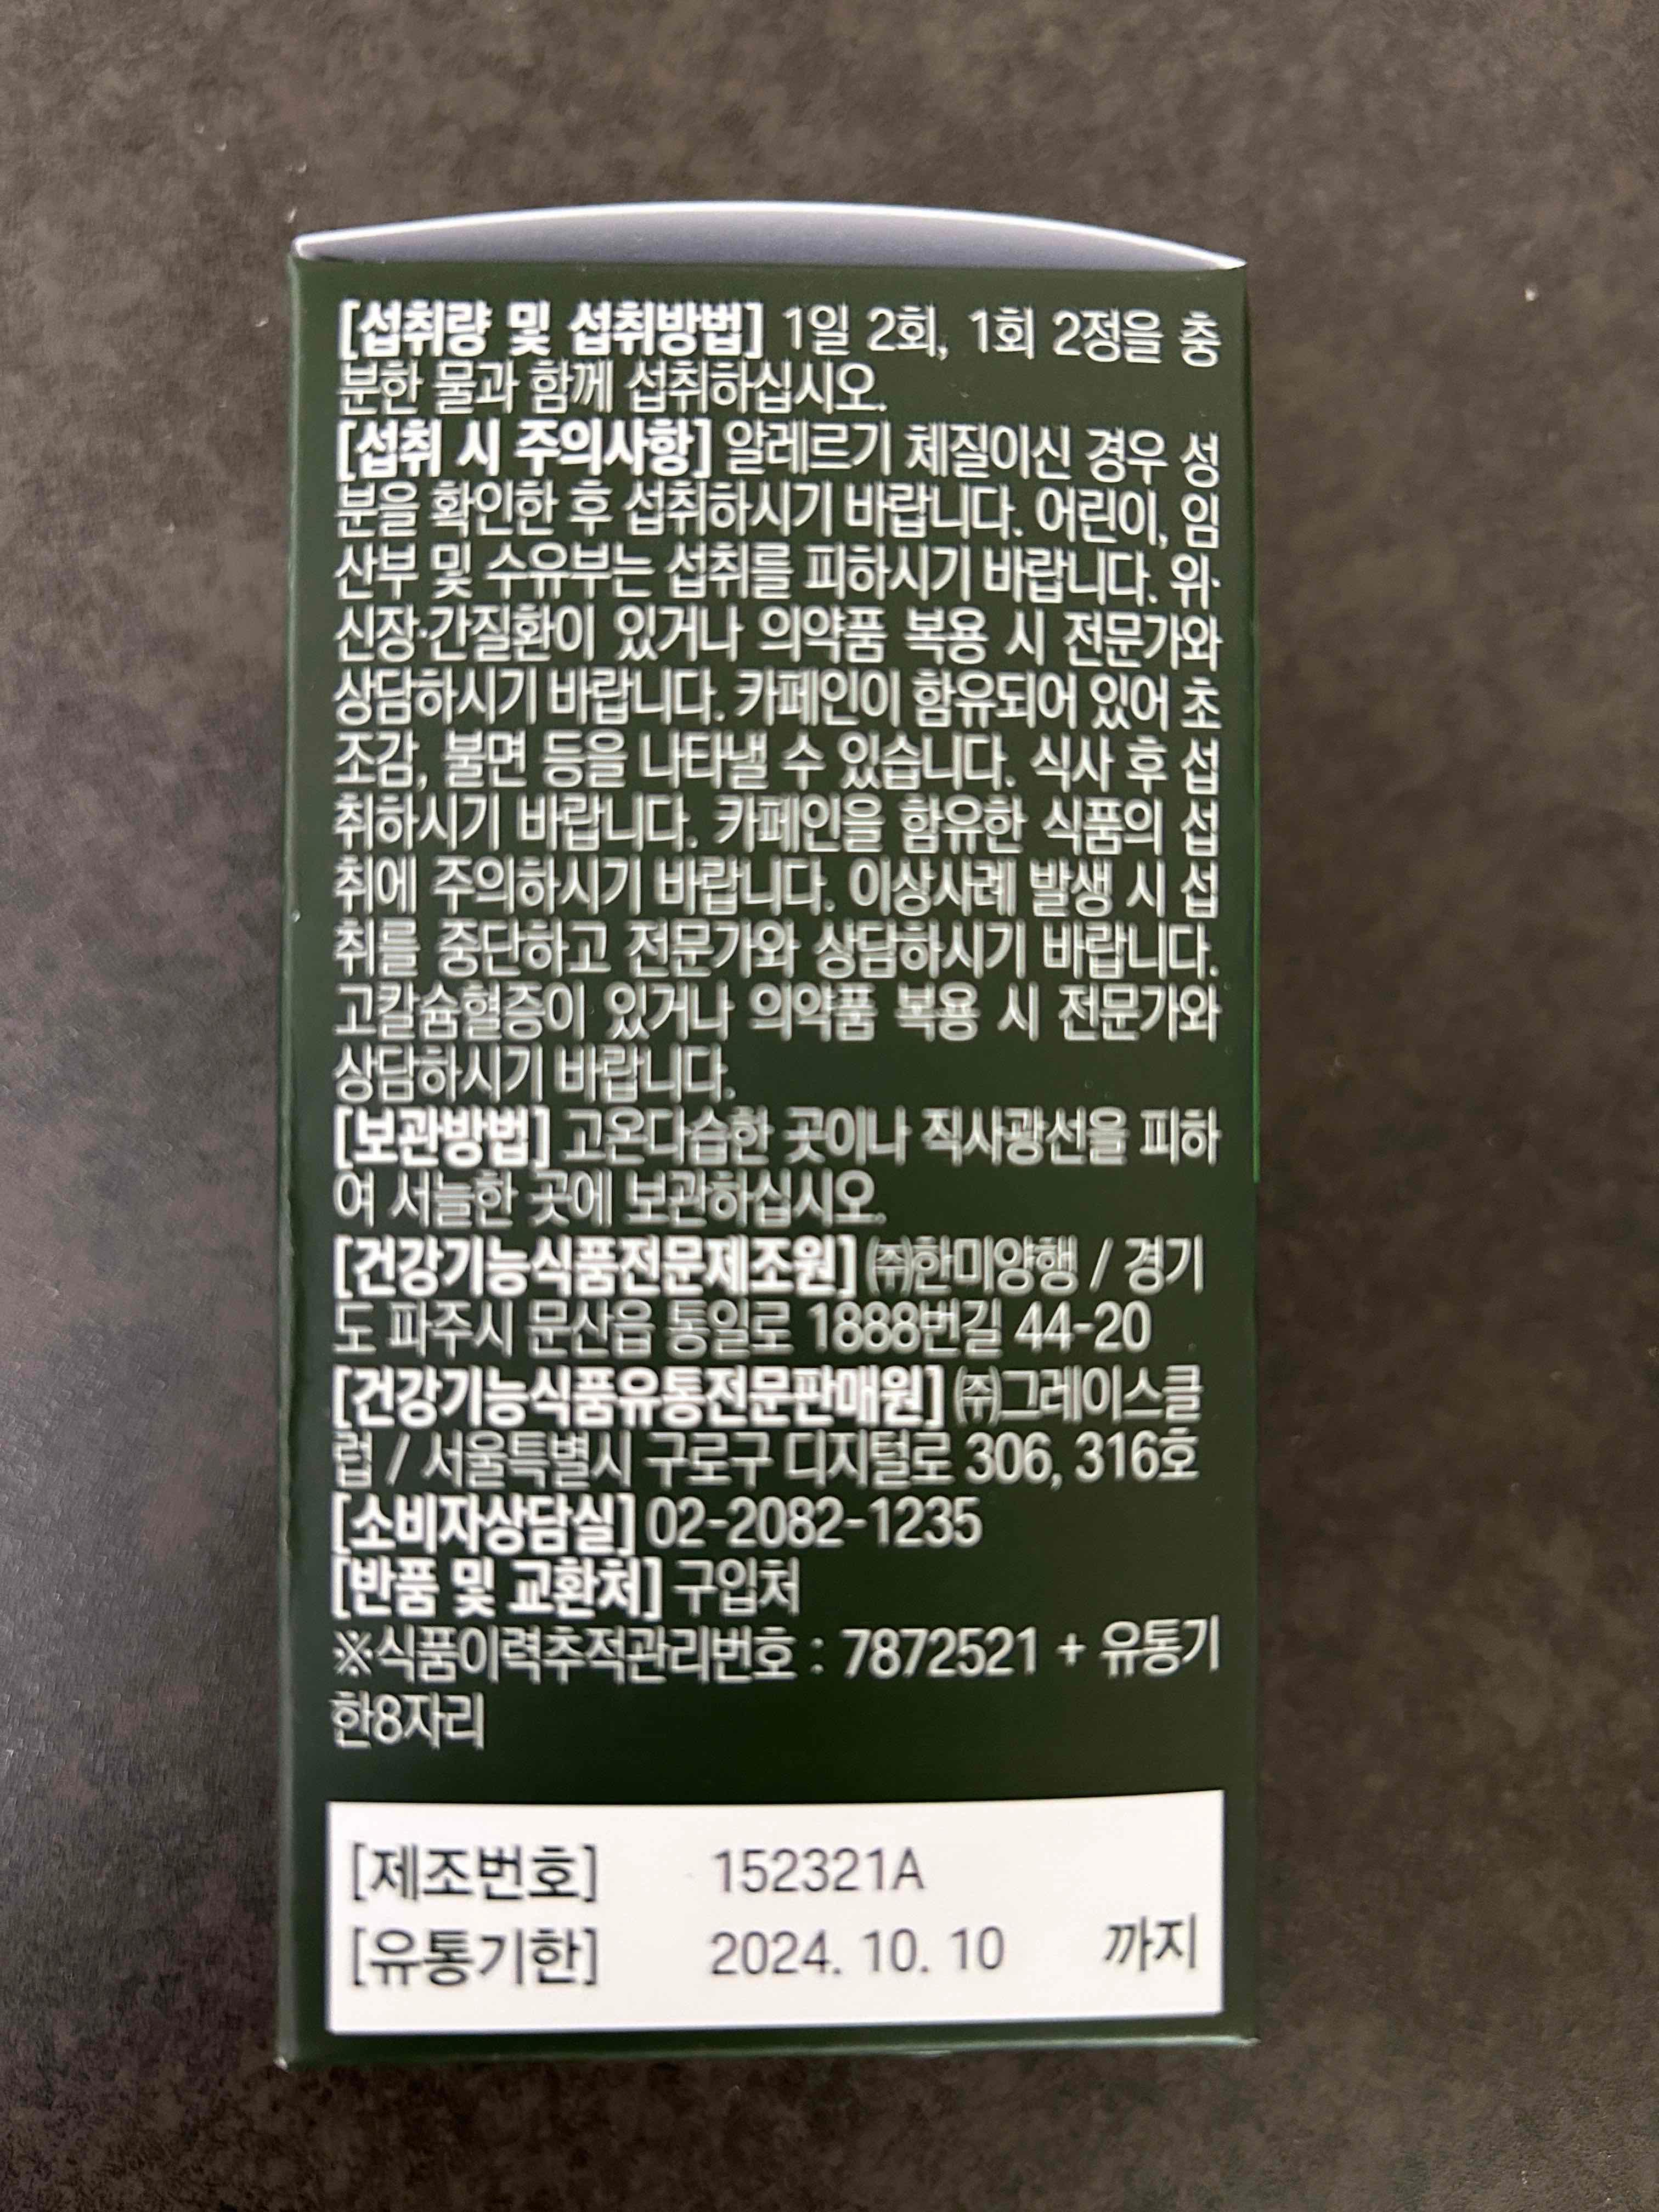 [섭취량 및 섭취방법] 1일 2회, 1회 2정을 충
분한 물과 함께 섭취하십시오.
[섭취 시 주의사항] 알레르기 체질이신 경우 성
분을 확인한 후 섭취하시기 바랍니다. 어린이, 임
산부 및 수유부는 섭취를 피하시기 바랍니다. 위·
신장·간질환이 있거나 의약품 복용 시 전문가와
상담하시기 바랍니다. 카페인이 함유되어 있어 초
조감, 불면 등을 나타낼 수 있습니다. 식사 후 섭
취하시기 바랍니다. 카페인을 함유한 식품의 섭
취에 주의하시기 바랍니다. 이상사례 발생 시 섭
취를 중단하고 전문가와 상담하시기 바랍니다.
고칼슘혈증이 있거나 의약품 복용 시 전문가와
상담하시기 바랍니다.
[보관방법] 고온다습한 곳이나 직사광선을 피하
여 서늘한 곳에 보관하십시오.
[건강기능식품전문제조원] ㈜한미양행 / 경기
도 파주시 문산읍 통일로 1888번길 44-20
[건강기능식품유통전문판매원] ㈜그레이스클
럽 / 서울특별시 구로구 디지털로 306, 316호
[소비자상담실] 02-2082-1235
[반품 및 교환처] 구입처
※식품이력추적관리번호 : 7872521 + 유통기
한8자리
[제조번호] 152321A
[유통기한] 2024. 10. 10 까지